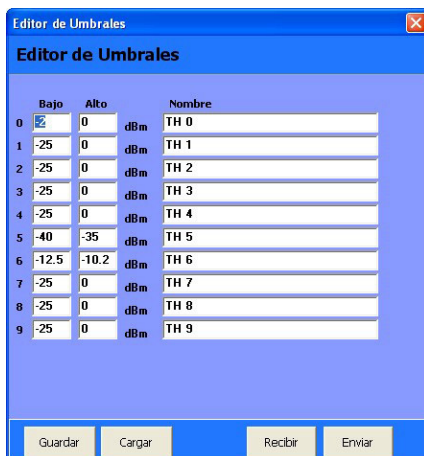 Editor de Umbrales
Editor de Umbrales
Bajo Alto Nombre
0 -2 0 dBm TH 0
1 -25 0 dBm TH 1
2 -25 0 dBm TH 2
3 -25 0 dBm TH 3
4 -25 0 dBm TH 4
5 -40 -35 dBm TH 5
6 -12.5 -10.2 dBm TH 6
7 -25 0 dBm TH 7
8 -25 0 dBm TH 8
9 -25 0 dBm TH 9
Guardar Cargar Recibir Enviar